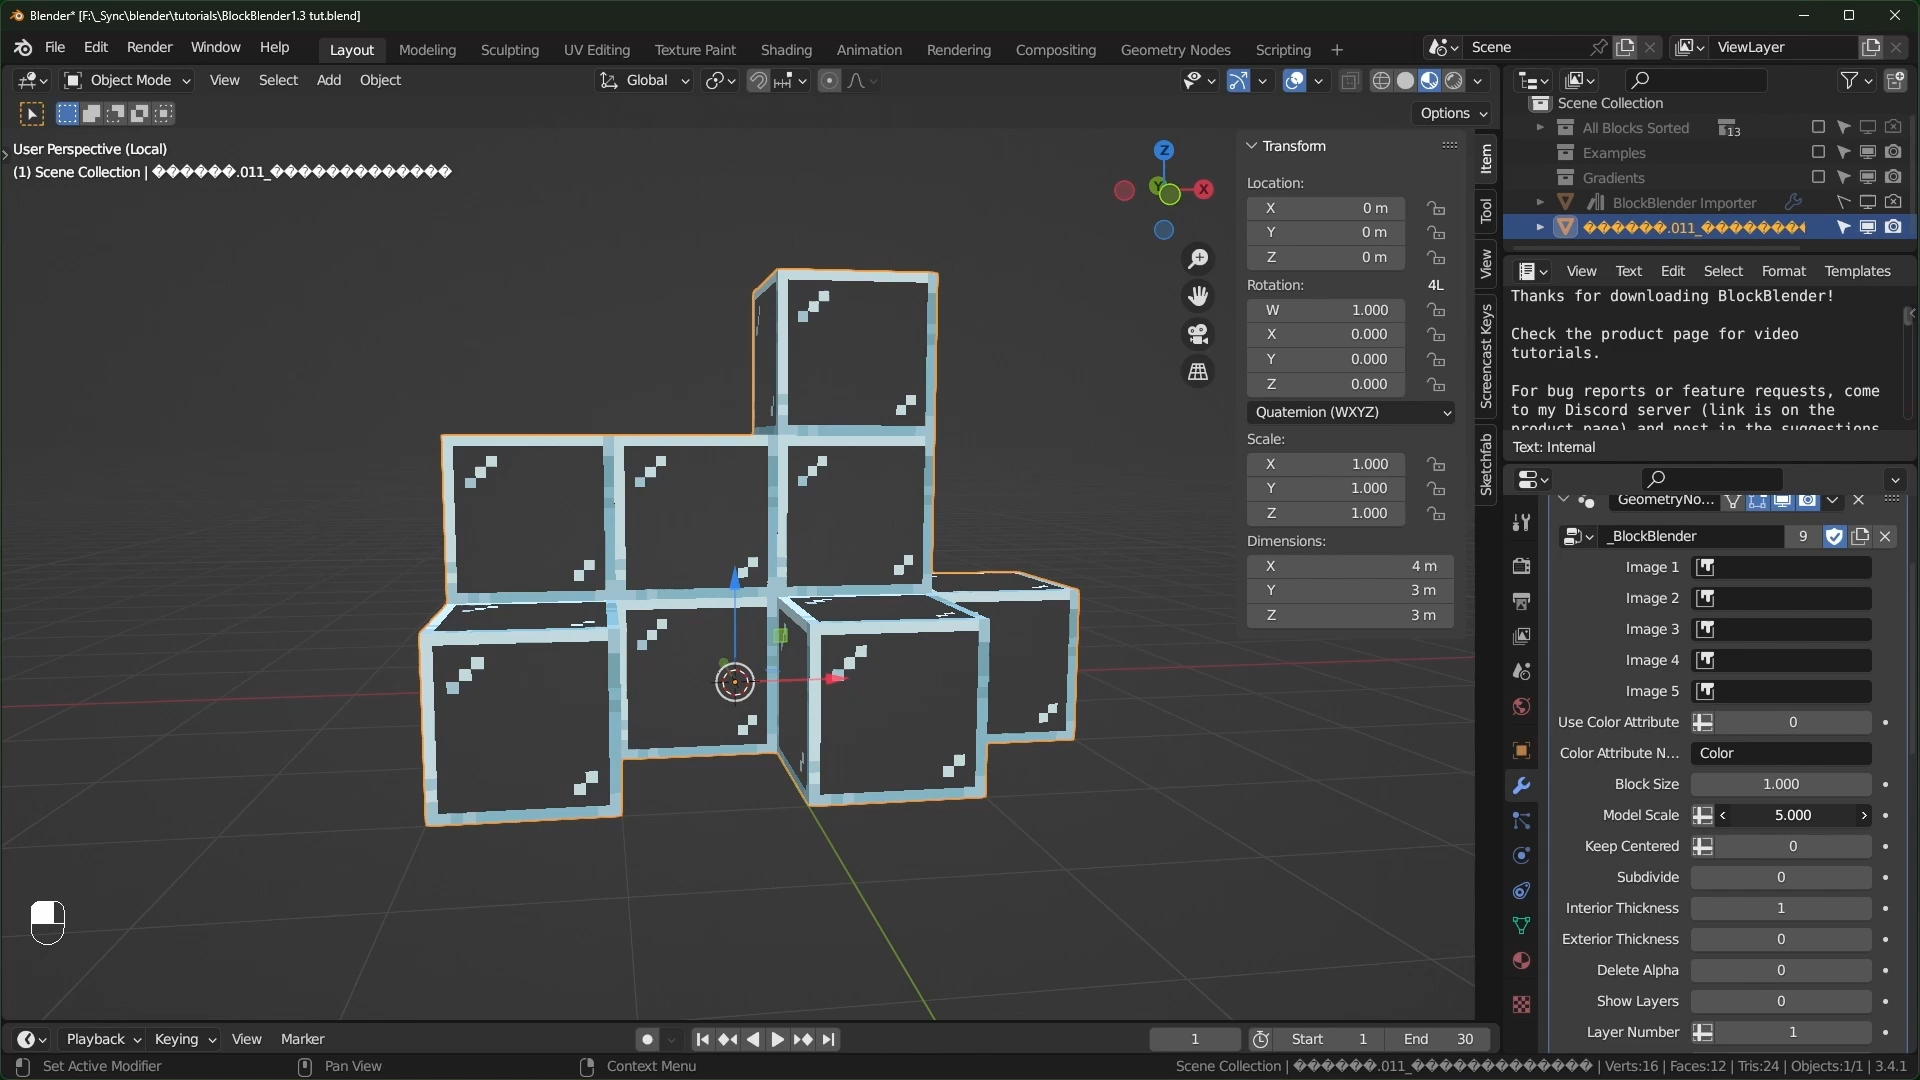 Blender* [F:\_Sync\blender\tutorials\BlockBlender1.3 tut.blend]
File Edit Render Window Help
Layout Modeling Sculpting UV Editing Texture Paint Shading Animation Rendering Compositing Geometry Nodes Scripting +
Scene
ViewLayer
Object Mode View Select Add Object
Global
Options
User Perspective (Local)
(1) Scene Collection | ������.011_���������������
Z
Y
X
Transform
Location:
X 0 m
Y 0 m
Z 0 m
Rotation: 4L
W 1.000
X 0.000
Y 0.000
Z 0.000
Quaternion (WXYZ)
Scale:
X 1.000
Y 1.000
Z 1.000
Dimensions:
X 4 m
Y 3 m
Z 3 m
Item
Tool
View
Screencast Keys
Sketchfab
Scene Collection
All Blocks Sorted 13
Examples
Gradients
BlockBlender Importer
������.011_��������
View Text Edit Select Format Templates
Thanks for downloading BlockBlender!
Check the product page for video
tutorials.
For bug reports or feature requests, come
to my Discord server (link is on the
product page) and post in the suggestions
Text: Internal
GeometryNo...
_BlockBlender 9
Image 1
Image 2
Image 3
Image 4
Image 5
Use Color Attribute 0
Color Attribute N... Color
Block Size 1.000
Model Scale 5.000
Keep Centered 0
Subdivide 0
Interior Thickness 1
Exterior Thickness 0
Delete Alpha 0
Show Layers 0
Layer Number 1
Playback Keying View Marker
1
Start 1
End 30
Set Active Modifier
Pan View
Context Menu
Scene Collection | ������.011_��������������� | Verts:16 | Faces:12 | Tris:24 | Objects:1/1 | 3.4.1